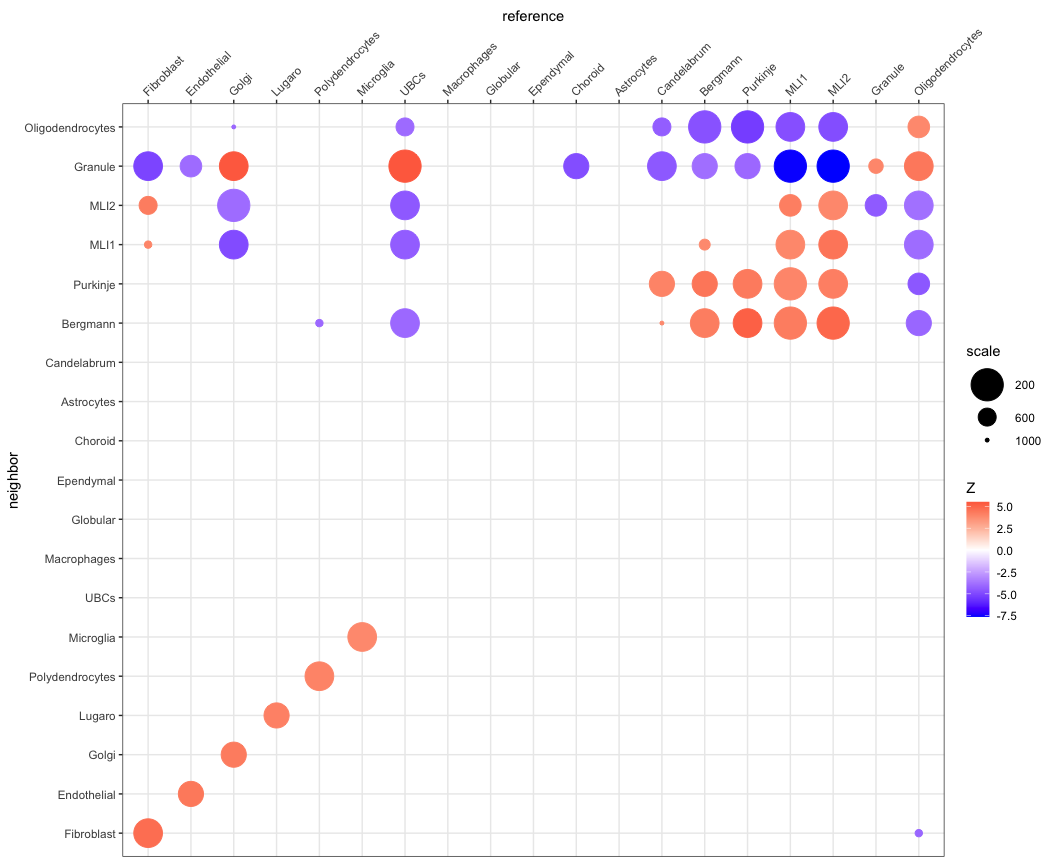 reference
Fibroblast
Endothelial
Golgi
Lugaro
Polydendrocytes
Microglia
UBCs
Macrophages
Globular
Ependymal
Choroid
Astrocytes
Candelabrum
Bergmann
Purkinje
MLI1
MLI2
Granule
Oligodendrocytes
neighbor
Oligodendrocytes
Granule
MLI2
MLI1
Purkinje
Bergmann
Candelabrum
Astrocytes
Choroid
Ependymal
Globular
Macrophages
UBCs
Microglia
Polydendrocytes
Lugaro
Golgi
Endothelial
Fibroblast
scale
200
600
1000
Z
5.0
2.5
0.0
-2.5
-5.0
-7.5